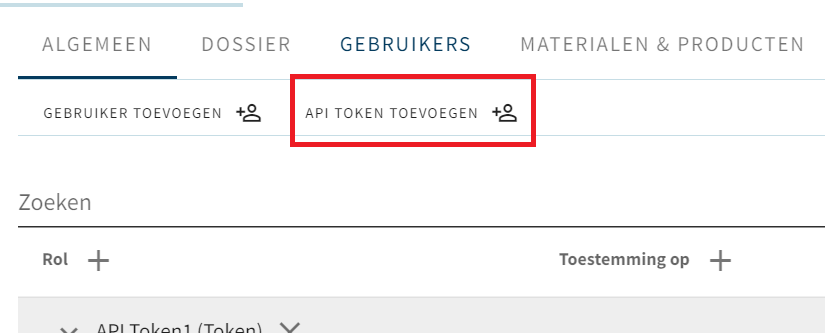 ALGEMEEN DOSSIER GEBRUIKERS MATERIALEN & PRODUCTEN
GEBRUIKER TOEVOEGEN API TOKEN TOEVOEGEN
Zoeken
Rol Toestemming op
API Token1 (Token)